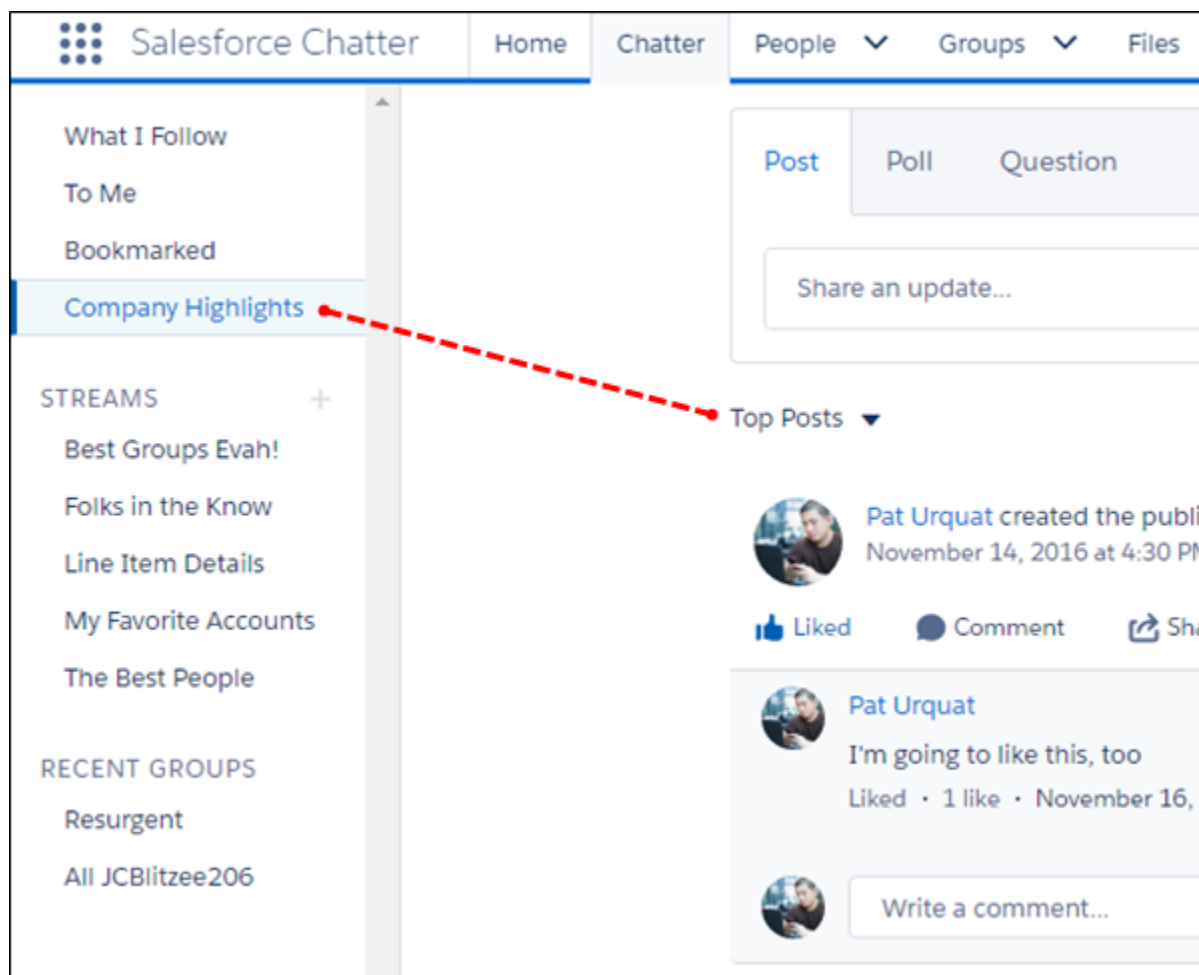 Salesforce Chatter
Home
Chatter
People
Groups
Files
What I Follow
To Me
Bookmarked
Company Highlights
STREAMS
Best Groups Evah!
Folks in the Know
Line Item Details
My Favorite Accounts
The Best People
RECENT GROUPS
Resurgent
All JCBlitzee206
Post
Poll
Question
Share an update...
Top Posts
Pat Urquat created the publi
November 14, 2016 at 4:30 PM
Liked
Comment
Sha
Pat Urquat
I'm going to like this, too
Liked · 1 like · November 16,
Write a comment...